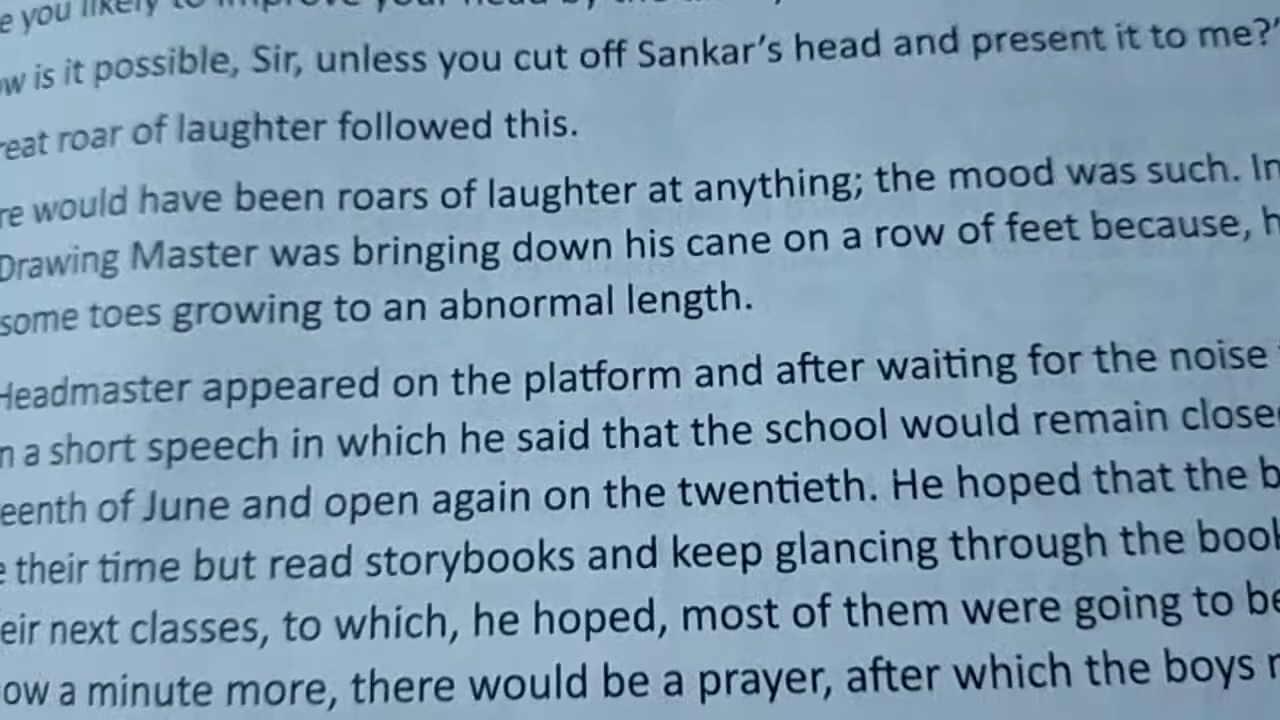 you likely to improve your head by the
is it possible, Sir, unless you cut off Sankar's head and present it to me?'
roar of laughter followed this.
would have been roars of laughter at anything; the mood was such. In
Drawing Master was bringing down his cane on a row of feet because,
some toes growing to an abnormal length.
Headmaster appeared on the platform and after waiting for the noise
a short speech in which he said that the school would remain close
eenth of June and open again on the twentieth. He hoped that the
their time but read storybooks and keep glancing through the
next classes, to which, he hoped, most of them were going to be
a minute more, there would be a prayer, after which the boys